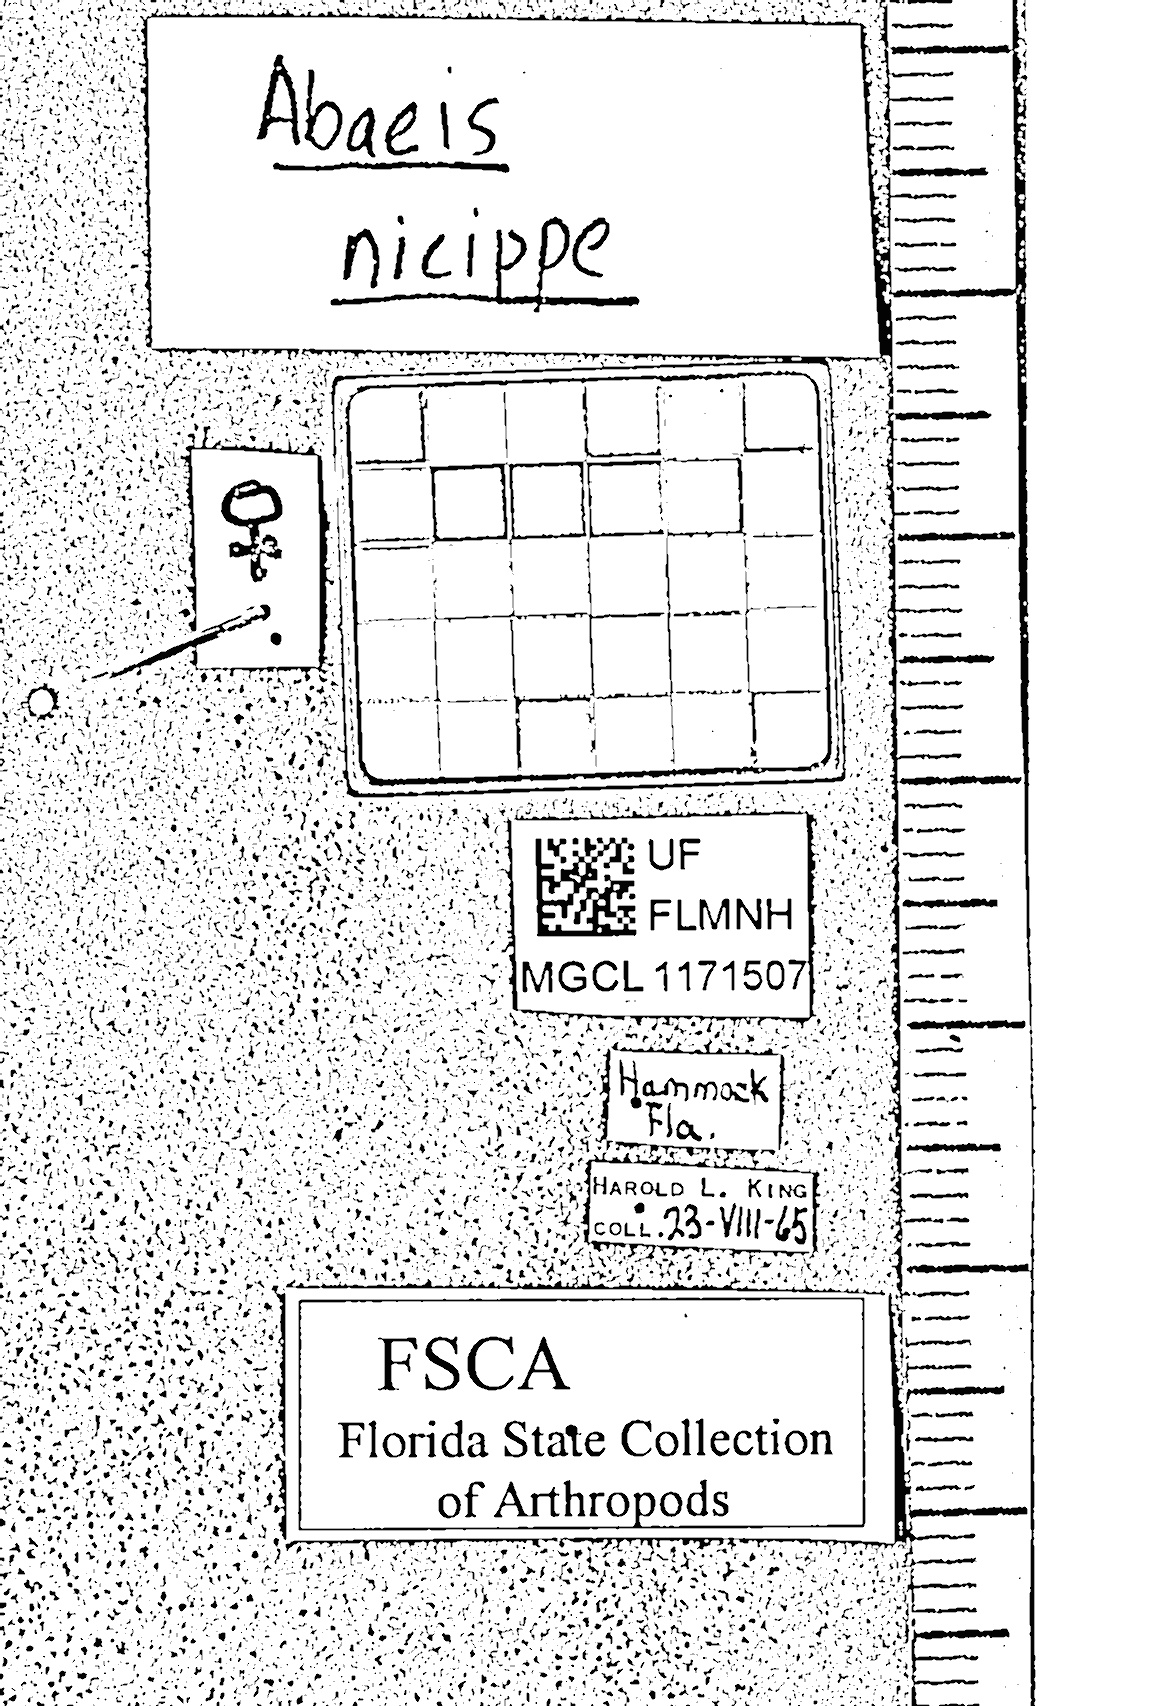 Abaeis
nicippe
♀
UF
FLMNH
MGCL 1171507
Hammock
Fla.
HAROLD L. KING
COLL. 23-VIII-65
FSCA
Florida State Collection
of Arthropods